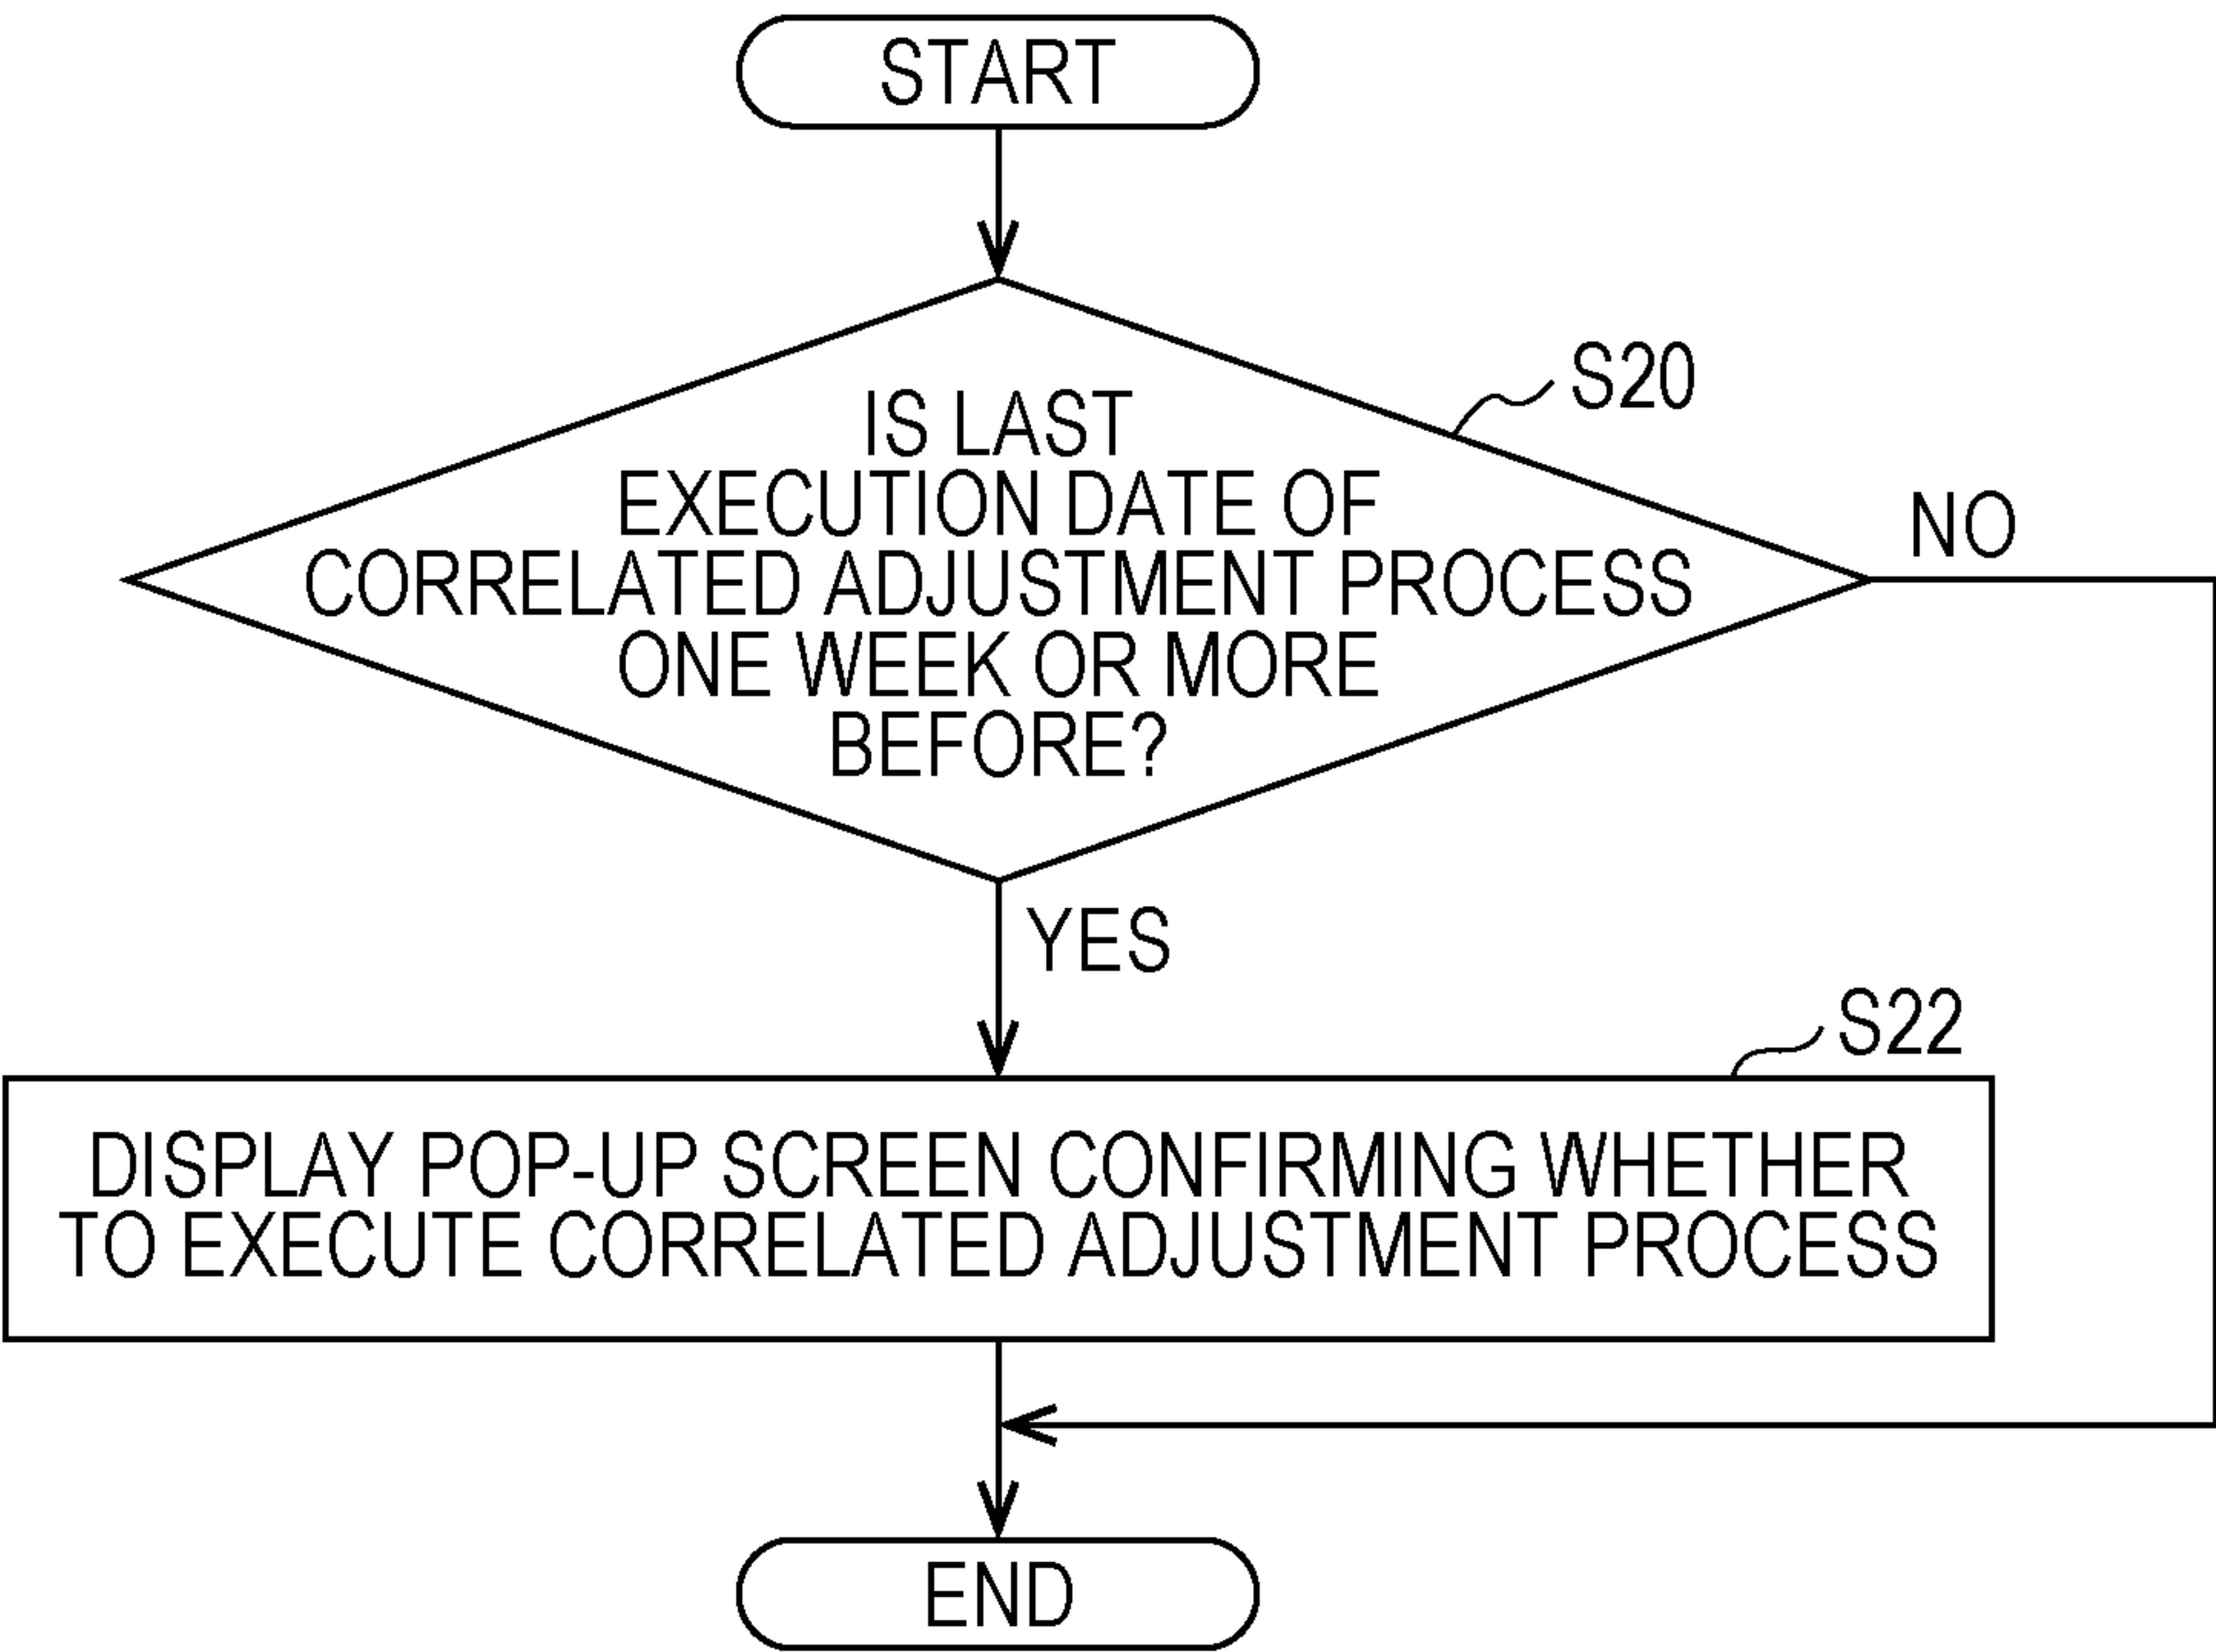 START
S20
IS LAST
EXECUTION DATE OF
CORRELATED ADJUSTMENT PROCESS
ONE WEEK OR MORE
BEFORE?
NO
YES
S22
DISPLAY POP-UP SCREEN CONFIRMING WHETHER
TO EXECUTE CORRELATED ADJUSTMENT PROCESS
END